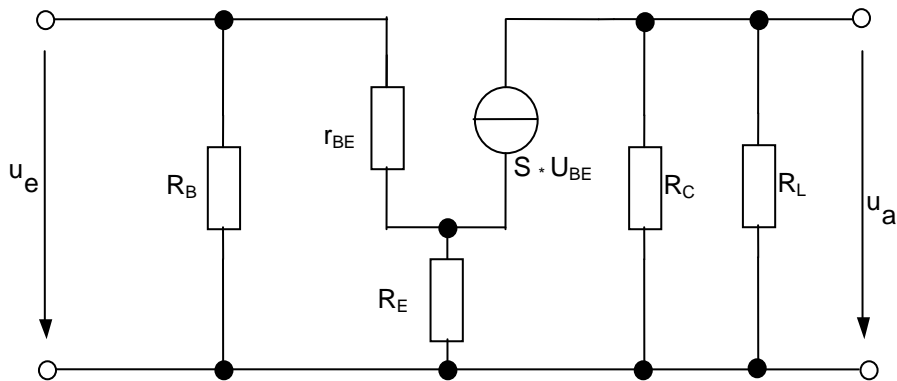 u_e
R_B
r_BE
R_E
S * U_BE
R_C
R_L
u_a